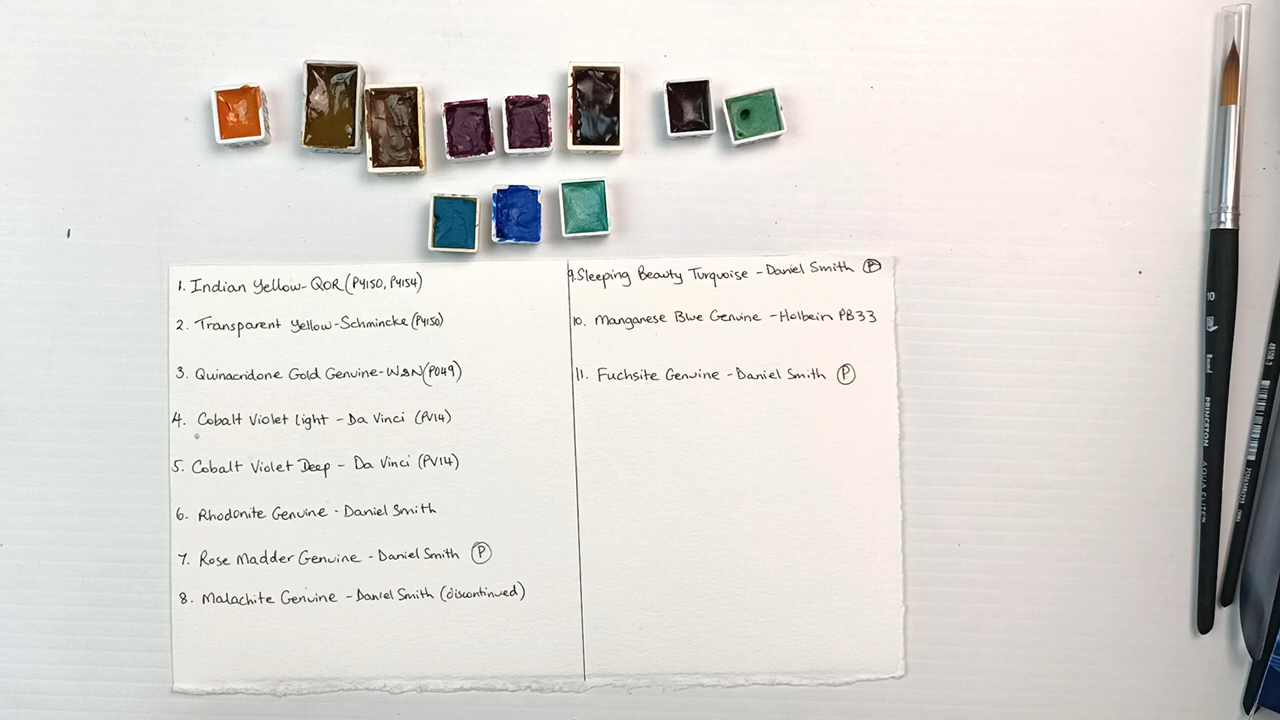 1. Indian Yellow - QOR (PY150, PY154)
2. Transparent Yellow - Schmincke (PY150)
3. Quinacridone Gold Genuine - W&N (PO49)
4. Cobalt Violet Light - Da Vinci (PV14)
5. Cobalt Violet Deep - Da Vinci (PV14)
6. Rhodonite Genuine - Daniel Smith
7. Rose Madder Genuine - Daniel Smith Ⓟ
8. Malachite Genuine - Daniel Smith (discontinued)
9. Sleeping Beauty Turquoise - Daniel Smith Ⓟ
10. Manganese Blue Genuine - Holbein PB33
11. Fuchsite Genuine - Daniel Smith Ⓟ
10
Round
PRINCETON
AQUA ELITE